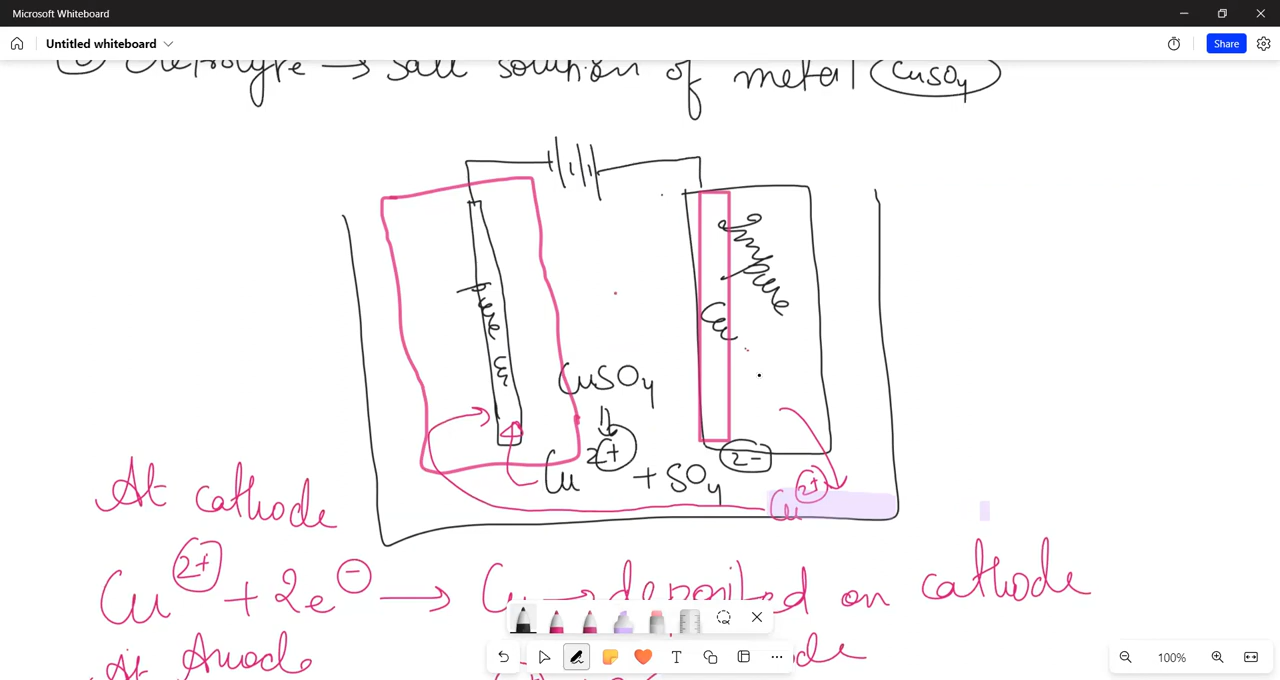 Microsoft Whiteboard
Untitled whiteboard
Share
Electrolyte → salt solution of metal (CuSO4)
pure Cu
Impure
Cu
CuSO4
Cu2+ + SO4 2-
Cu2+
At cathode
Cu2+ + 2e- → Cu → deposited on cathode
At Anode
100%